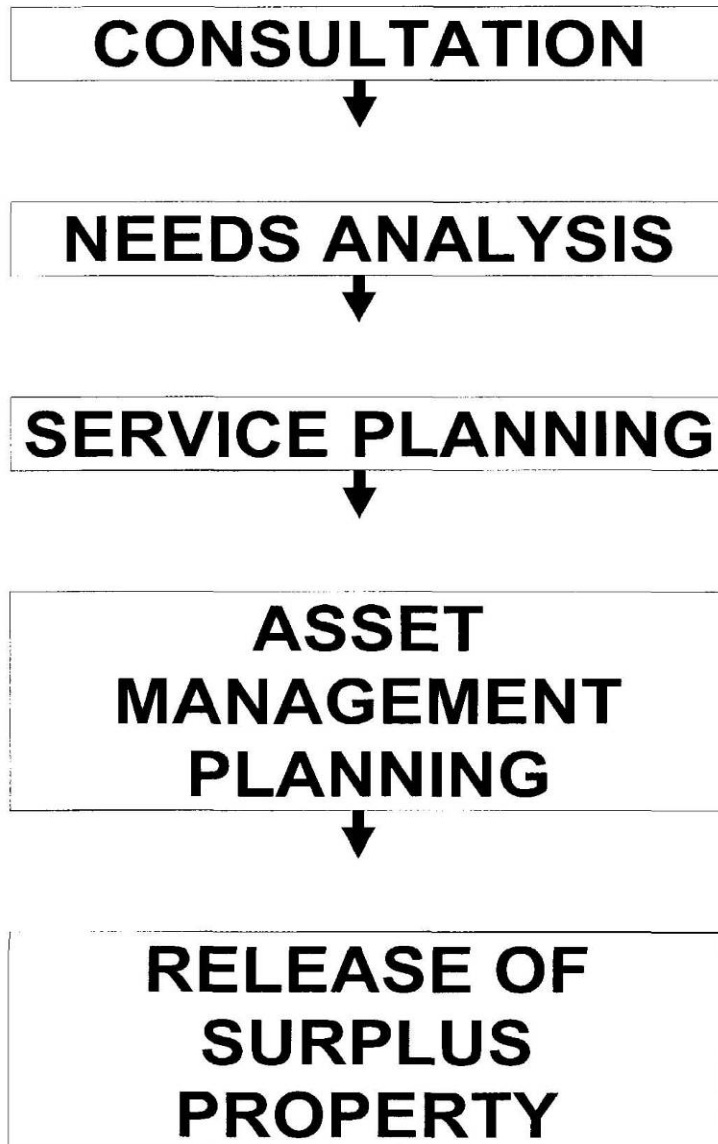 CONSULTATION
NEEDS ANALYSIS
SERVICE PLANNING
ASSET
MANAGEMENT
PLANNING
RELEASE OF
SURPLUS
PROPERTY